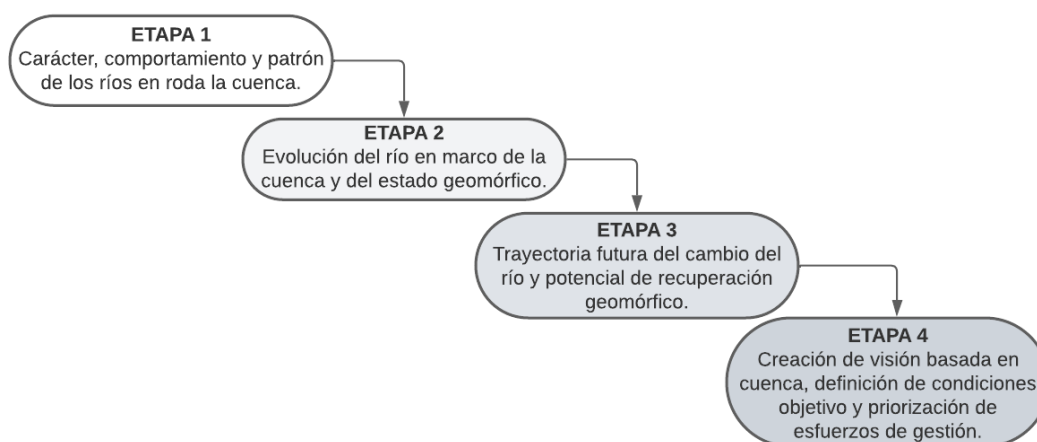 ETAPA 1
Carácter, comportamiento y patrón
de los ríos en roda la cuenca.
ETAPA 2
Evolución del río en marco de la
cuenca y del estado geomórfico.
ETAPA 3
Trayectoria futura del cambio del
río y potencial de recuperación
geomórfico.
ETAPA 4
Creación de visión basada en
cuenca, definición de condiciones
objetivo y priorización de
esfuerzos de gestión.